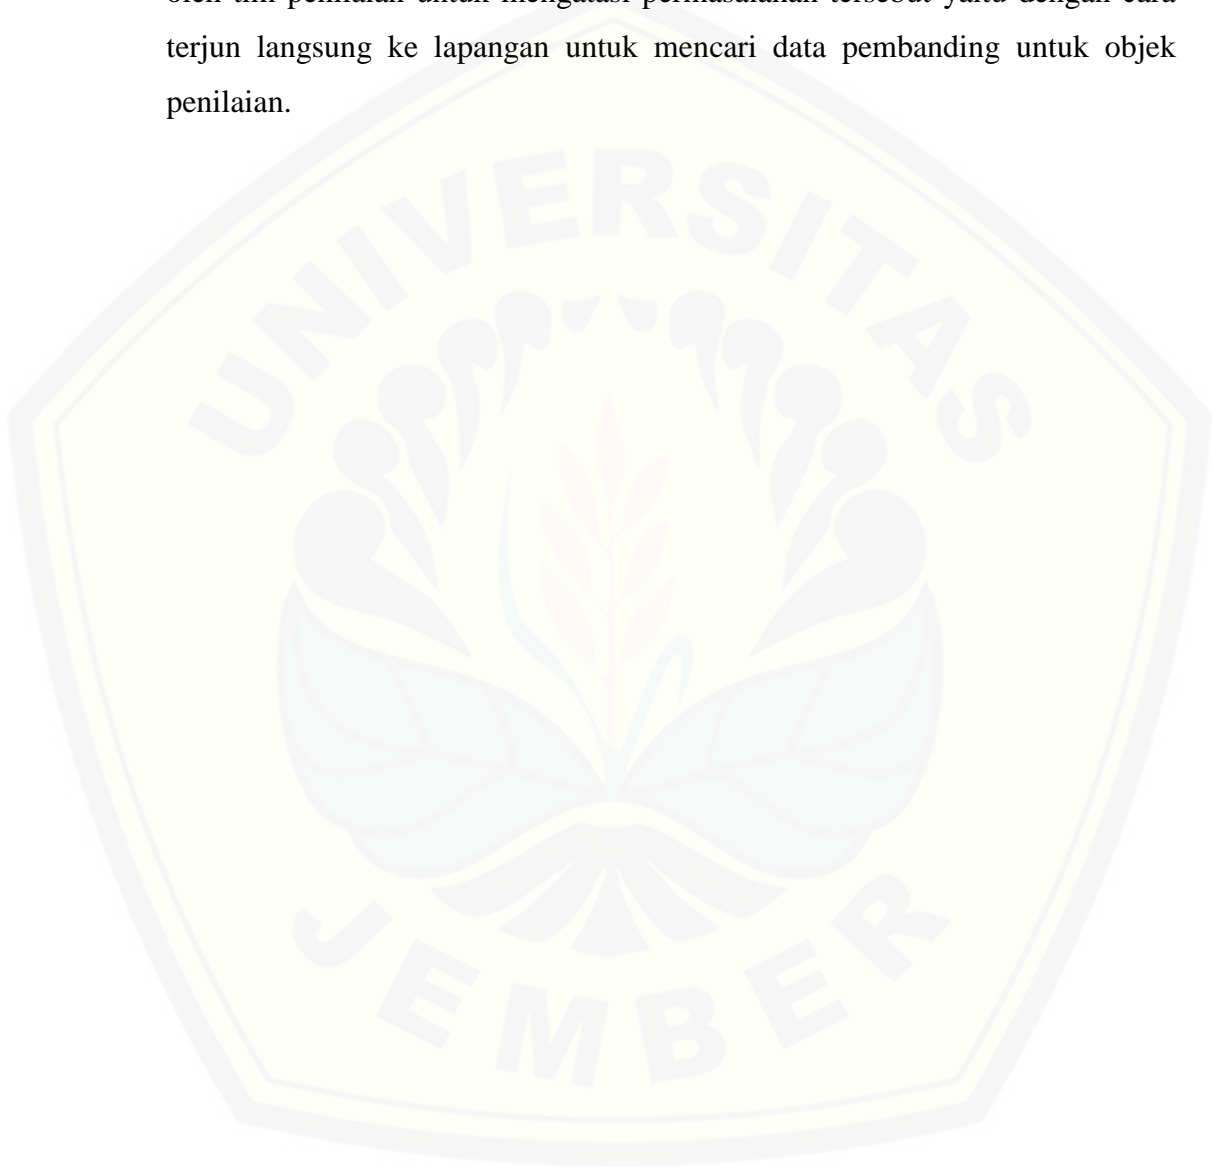 oleh tim penilaian untuk mengatasi permasalahan tersebut yaitu dengan cara
terjun langsung ke lapangan untuk mencari data pembanding untuk objek
penilaian.
UNIVERSITAS
JEMBER